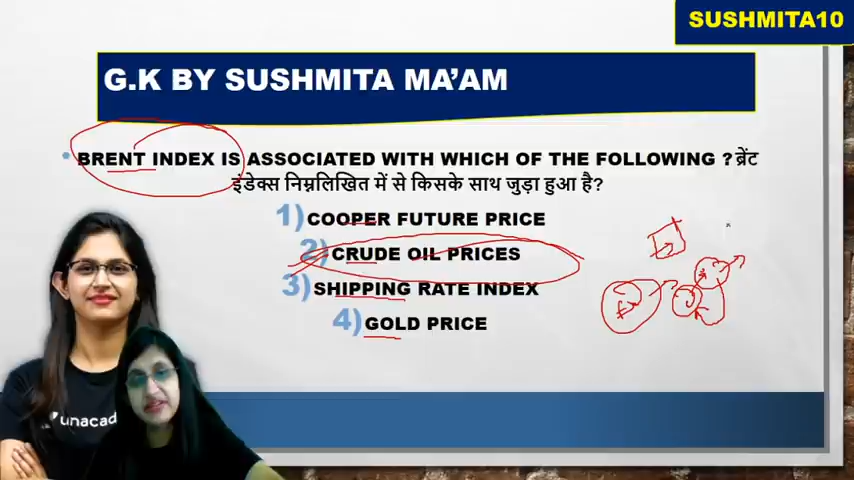 SUSHMITA10
G.K BY SUSHMITA MA'AM
• BRENT INDEX IS ASSOCIATED WITH WHICH OF THE FOLLOWING ? ब्रेंट
इंडेक्स निम्नलिखित में से किसके साथ जुड़ा हुआ है?
1) COOPER FUTURE PRICE
2) CRUDE OIL PRICES
3) SHIPPING RATE INDEX
4) GOLD PRICE
unacad